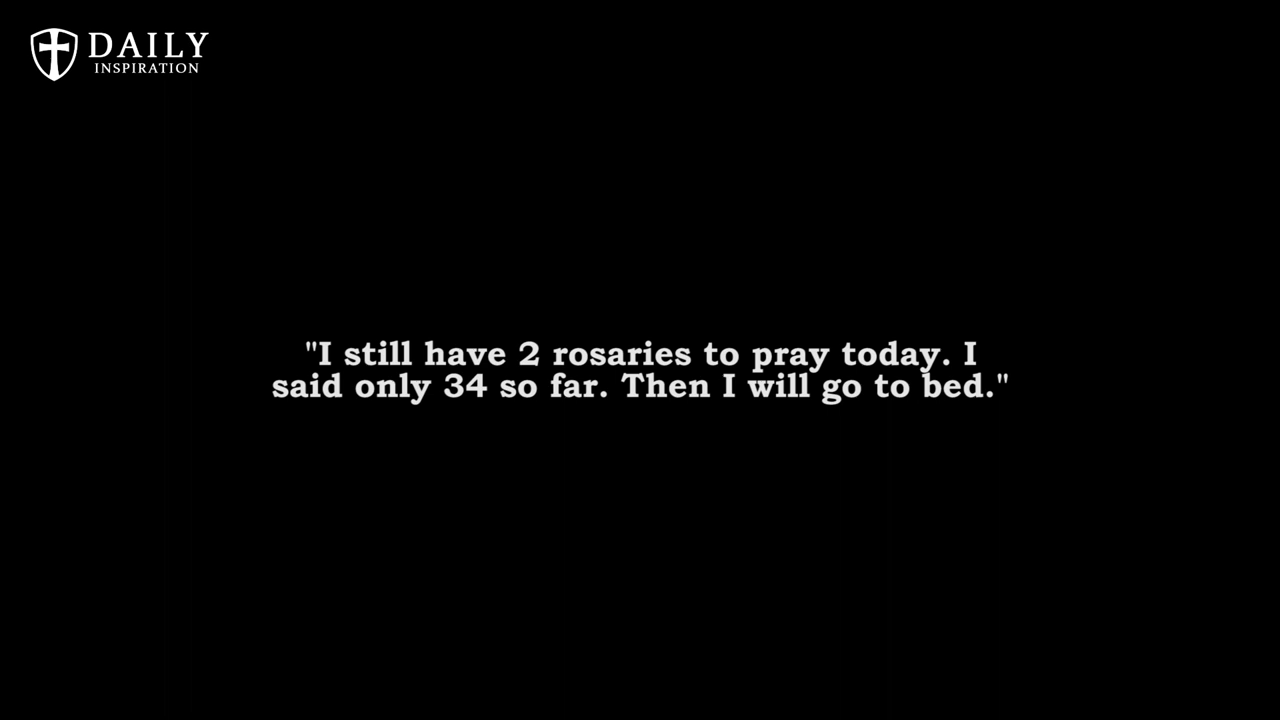 DAILY
INSPIRATION
"I still have 2 rosaries to pray today. I
said only 34 so far. Then I will go to bed."